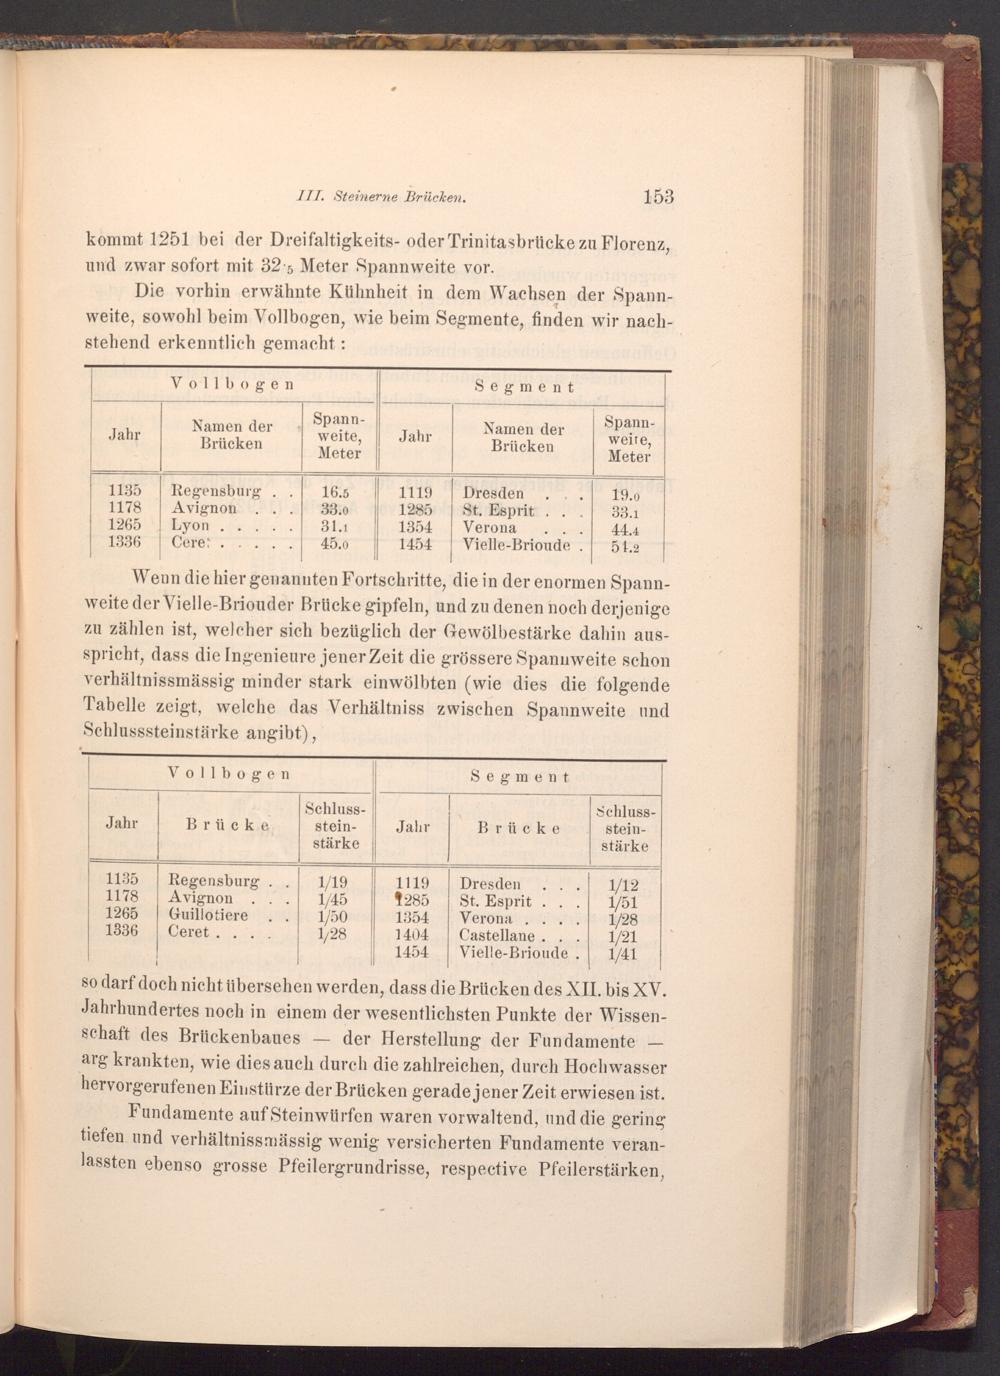 III. Steinerne Brücken. 153
kommt 1251 bei der Dreifaltigkeits- oder Trinitasbrücke zu Florenz,
und zwar sofort mit 32·5 Meter Spannweite vor.
Die vorhin erwähnte Kühnheit in dem Wachsen der Spann-
weite, sowohl beim Vollbogen, wie beim Segmente, finden wir nach-
stehend erkenntlich gemacht:
Vollbogen Segment
Jahr Namen der Brücken Spann-weite, Meter Jahr Namen der Brücken Spann-weite, Meter
1135 Regensburg . . 16.5 1119 Dresden . . . 19.0
1178 Avignon . . . 33.0 1285 St. Esprit . . . 33.1
1265 Lyon . . . . . 31.1 1354 Verona . . . 44.4
1336 Ceret . . . . . 45.0 1454 Vielle-Brioude . 54.2
Wenn die hier genannten Fortschritte, die in der enormen Spann-
weite der Vielle-Briouder Brücke gipfeln, und zu denen noch derjenige
zu zählen ist, welcher sich bezüglich der Gewölbestärke dahin aus-
spricht, dass die Ingenieure jener Zeit die grössere Spannweite schon
verhältnissmässig minder stark einwölbten (wie dies die folgende
Tabelle zeigt, welche das Verhältniss zwischen Spannweite und
Schlusssteinstärke angibt),
Vollbogen Segment
Jahr Brücke Schluss-stein-stärke Jahr Brücke Schluss-stein-stärke
1135 Regensburg . . 1/19 1119 Dresden . . . 1/12
1178 Avignon . . . 1/45 1285 St. Esprit . . . 1/51
1265 Guillotiere . . 1/50 1354 Verona . . . . 1/28
1336 Ceret . . . . 1/28 1404 Castellane . . . 1/21
1454 Vielle-Brioude . 1/41
so darf doch nicht übersehen werden, dass die Brücken des XII. bis XV.
Jahrhundertes noch in einem der wesentlichsten Punkte der Wissen-
schaft des Brückenbaues — der Herstellung der Fundamente —
arg krankten, wie dies auch durch die zahlreichen, durch Hochwasser
hervorgerufenen Einstürze der Brücken gerade jener Zeit erwiesen ist.
Fundamente auf Steinwürfen waren vorwaltend, und die gering
tiefen und verhältnissmässig wenig versicherten Fundamente veran-
lassten ebenso grosse Pfeilergrundrisse, respective Pfeilerstärken,